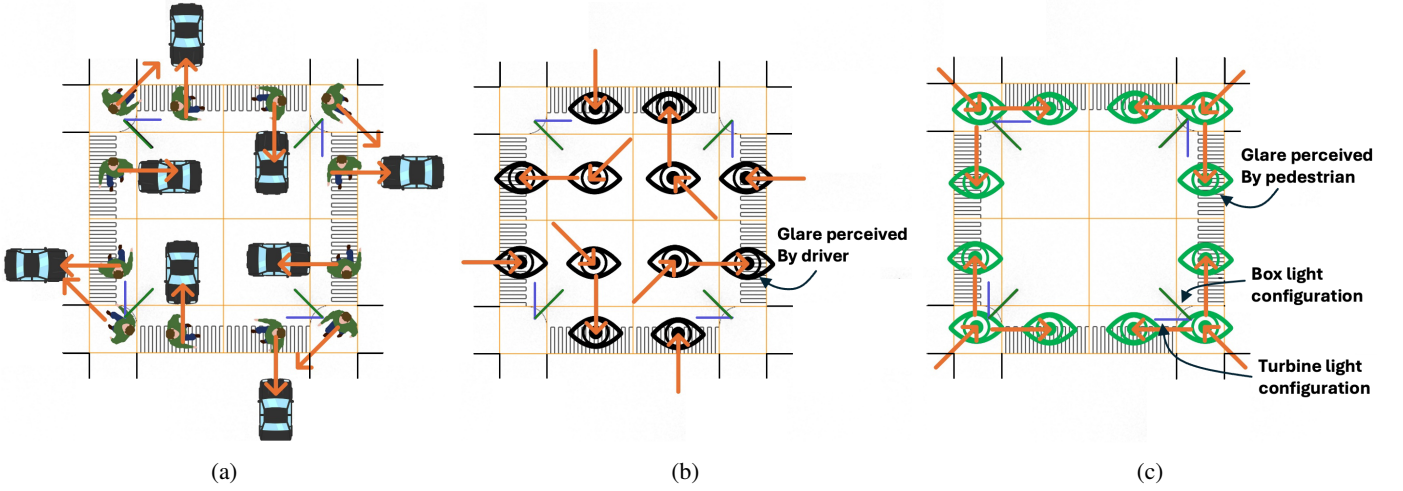 Glare perceived
By driver
Glare perceived
By pedestrian
Box light
configuration
Turbine light
configuration
(a)
(b)
(c)